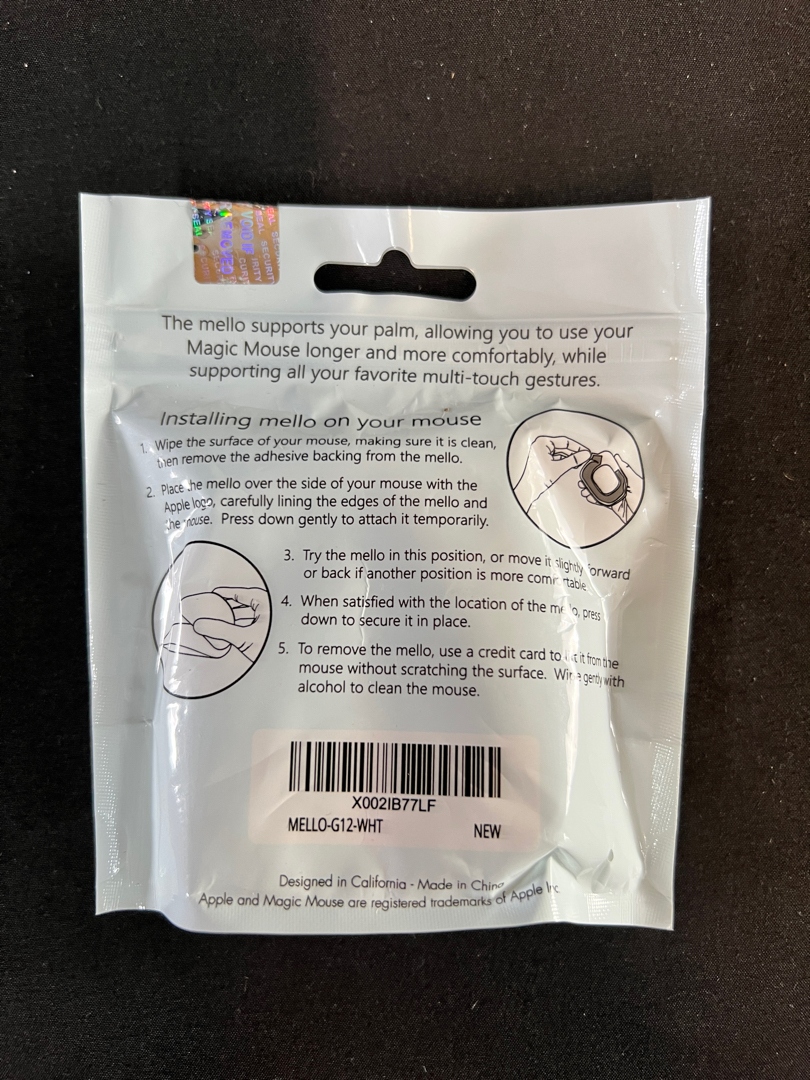 VOID IF
SEAL SECURITY
The mello supports your palm, allowing you to use your
Magic Mouse longer and more comfortably, while
supporting all your favorite multi-touch gestures.
Installing mello on your mouse
1. Wipe the surface of your mouse, making sure it is clean,
then remove the adhesive backing from the mello.
2. Place the mello over the side of your mouse with the
Apple logo, carefully lining the edges of the mello and
the mouse. Press down gently to attach it temporarily.
3. Try the mello in this position, or move it slightly forward
or back if another position is more comfortable.
4. When satisfied with the location of the mello, press
down to secure it in place.
5. To remove the mello, use a credit card to it from the
mouse without scratching the surface. Wipe gently with
alcohol to clean the mouse.
X002IB77LF
MELLO-G12-WHT NEW
Designed in California - Made in China
Apple and Magic Mouse are registered trademarks of Apple Inc